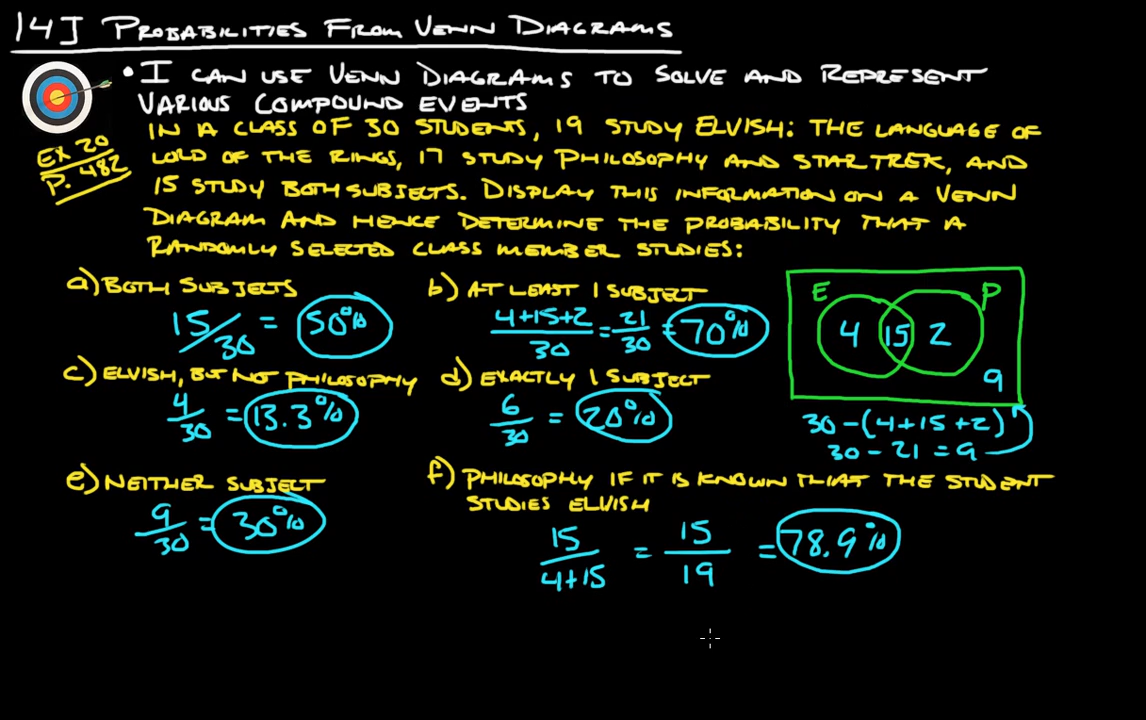 14J PROBABILITIES FROM VENN DIAGRAMS
• I CAN USE VENN DIAGRAMS TO SOLVE AND REPRESENT
VARIOUS COMPOUND EVENTS
EX 20
P. 482
IN A CLASS OF 30 STUDENTS, 19 STUDY ELVISH: THE LANGUAGE OF
LOLD OF THE RINGS, 17 STUDY PHILOSOPHY AND STAR TREK, AND
15 STUDY BOTH SUBJECTS. DISPLAY THIS INFORMATION ON A VENN
DIAGRAM AND HENCE DETERMINE THE PROBABILITY THAT A
RANDOMLY SELECTED CLASS MEMBER STUDIES:
a) BOTH SUBJECTS
15/30 = 50%
b) AT LEAST 1 SUBJECT
4+15+2/30 = 21/30 = 70%
E P
4 15 2
9
30-(4+15+2)
30-21=9
c) ELVISH, BUT NOT PHILOSOPHY
4/30 = 13.3%
d) EXACTLY 1 SUBJECT
6/30 = 20%
e) NEITHER SUBJECT
9/30 = 30%
f) PHILOSOPHY IF IT IS KNOWN THAT THE STUDENT
STUDIES ELVISH
15/4+15 = 15/19 = 78.9%